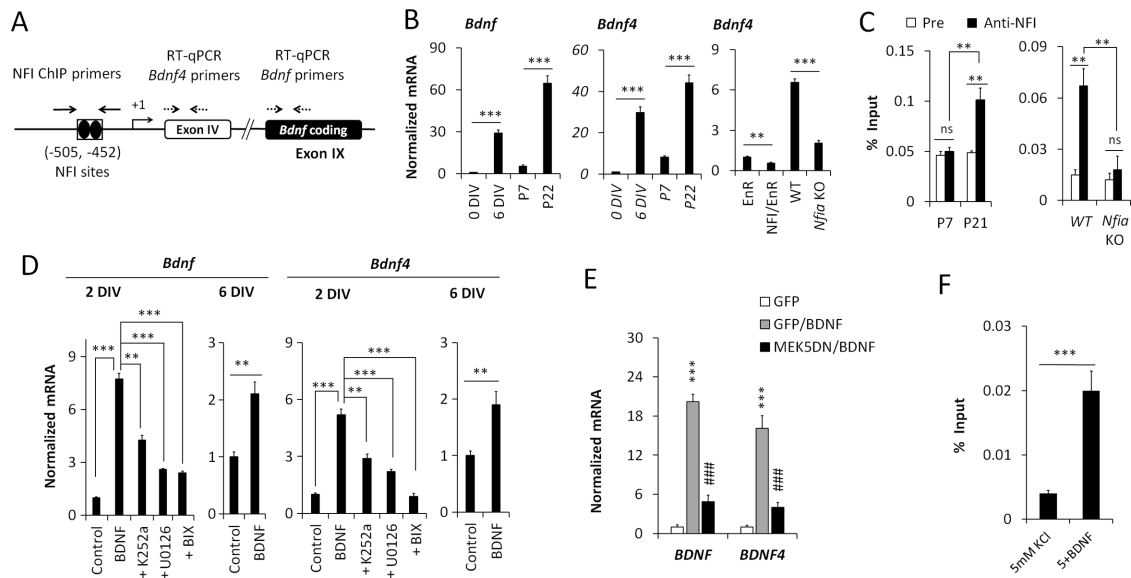 A
NFI ChIP primers
RT-qPCR
Bdnf4 primers
RT-qPCR
Bdnf primers
+1
Exon IV
Bdnf coding
Exon IX
(-505, -452)
NFI sites
B
Bdnf
Bdnf4
Bdnf4
Normalized mRNA
90
60
30
0
***
***
0 DIV
6 DIV
P7
P22
60
40
20
0
***
***
0 DIV
6 DIV
P7
P22
8
6
4
2
0
**
***
EnR
NFI/EnR
WT
Nfia KO
C
Pre
Anti-NFI
% Input
0.15
0.1
0.05
0.00
ns
**
**
P7
P21
0.09
0.06
0.03
0.00
**
**
ns
WT
Nfia
KO
D
Bdnf
Bdnf4
2 DIV
6 DIV
2 DIV
6 DIV
Normalized mRNA
9
6
3
0
***
***
***
**
Control
BDNF
+ K252a
+ U0126
+ BIX
3
2
1
0
**
Control
BDNF
9
6
3
0
***
***
***
**
Control
BDNF
+ K252a
+ U0126
+ BIX
3
2
1
0
**
Control
BDNF
E
GFP
GFP/BDNF
MEK5DN/BDNF
Normalized mRNA
30
24
18
12
6
0
***
###
***
###
BDNF
BDNF4
F
% Input
0.03
0.02
0.01
0.00
***
5mM KCl
5+BDNF